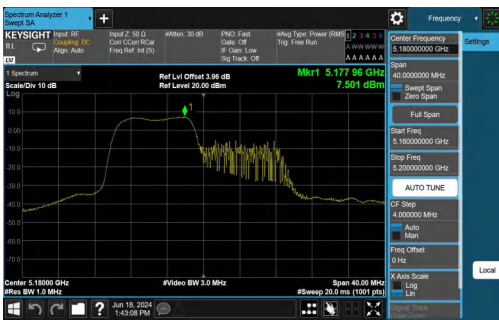 Spectrum Analyzer 1
Swept SA
+
Frequency
KEYSIGHT
Input: RF
Coupling: DC
Align: Auto
Input Z: 50 Ω
Corr CCorr RCal
Freq Ref: Int (S)
#Atten: 30 dB
PNO: Fast
Gate: Off
IF Gain: Low
Sig Track: Off
#Avg Type: Power (RMS
Trig: Free Run
1 2 3 4 5 6
A W W W W W
A A A A A A
R L
LV
1 Spectrum
Scale/Div 10 dB
Log
Ref Lvl Offset 3.96 dB
Ref Level 20.00 dBm
Mkr1 5.177 96 GHz
7.501 dBm
1
10.0
0.00
-10.0
-20.0
-30.0
-40.0
-50.0
-60.0
-70.0
Center 5.18000 GHz
#Res BW 1.0 MHz
#Video BW 3.0 MHz
Span 40.00 MHz
#Sweep 20.0 ms (1001 pts)
Jun 18, 2024
1:43:08 PM
?
Center Frequency
5.180000000 GHz
Settings
Span
40.0000000 MHz
Swept Span
Zero Span
Full Span
Start Freq
5.160000000 GHz
Stop Freq
5.200000000 GHz
AUTO TUNE
CF Step
4.000000 MHz
Auto
Man
Freq Offset
0 Hz
X Axis Scale
Log
Lin
Local
Signal Track